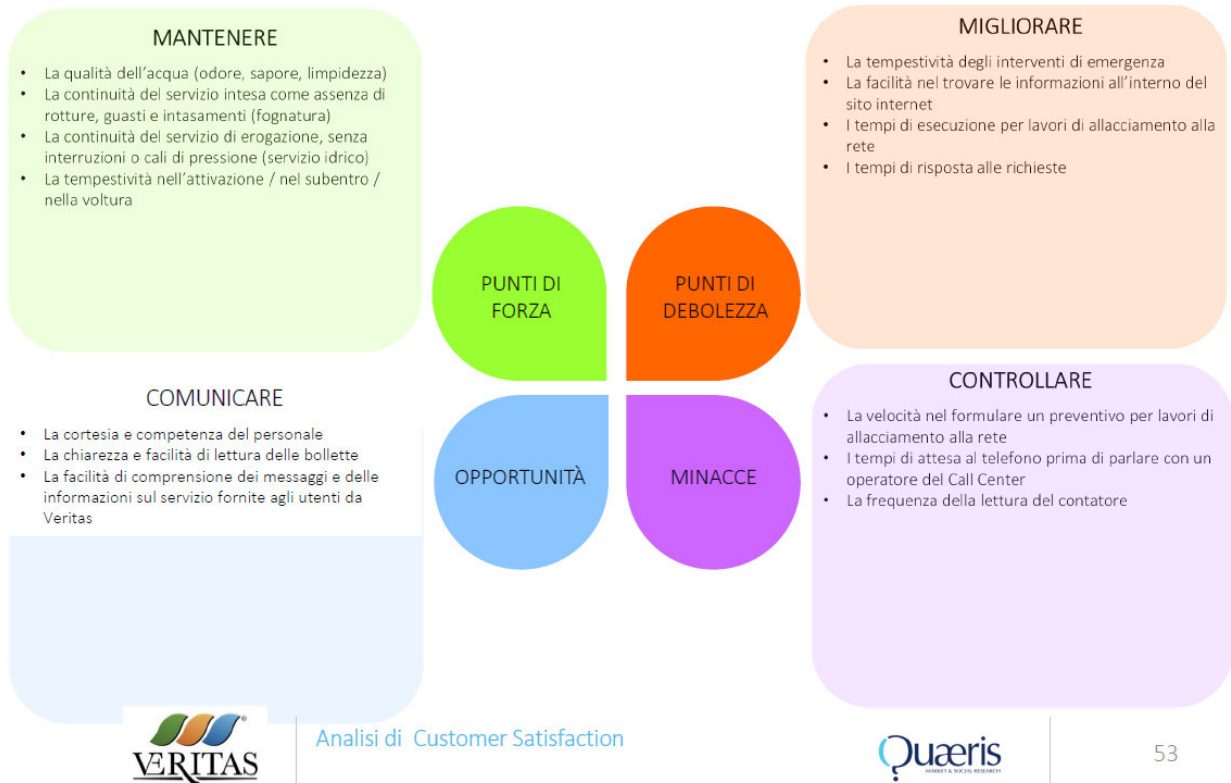 MANTENERE
• La qualità dell'acqua (odore, sapore, limpidezza)
• La continuità del servizio intesa come assenza di
rotture, guasti e intasamenti (fognatura)
• La continuità del servizio di erogazione, senza
interruzioni o cali di pressione (servizio idrico)
• La tempestività nell'attivazione / nel subentro /
nella voltura
MIGLIORARE
• La tempestività degli interventi di emergenza
• La facilità nel trovare le informazioni all'interno del
sito internet
• I tempi di esecuzione per lavori di allacciamento alla
rete
• I tempi di risposta alle richieste
PUNTI DI
FORZA
PUNTI DI
DEBOLEZZA
COMUNICARE
• La cortesia e competenza del personale
• La chiarezza e facilità di lettura delle bollette
• La facilità di comprensione dei messaggi e delle
informazioni sul servizio fornite agli utenti da
Veritas
OPPORTUNITÀ
MINACCE
CONTROLLARE
• La velocità nel formulare un preventivo per lavori di
allacciamento alla rete
• I tempi di attesa al telefono prima di parlare con un
operatore del Call Center
• La frequenza della lettura del contatore
VERITAS
®
Analisi di Customer Satisfaction
Quæris
MARKET & SOCIAL RESEARCH
53